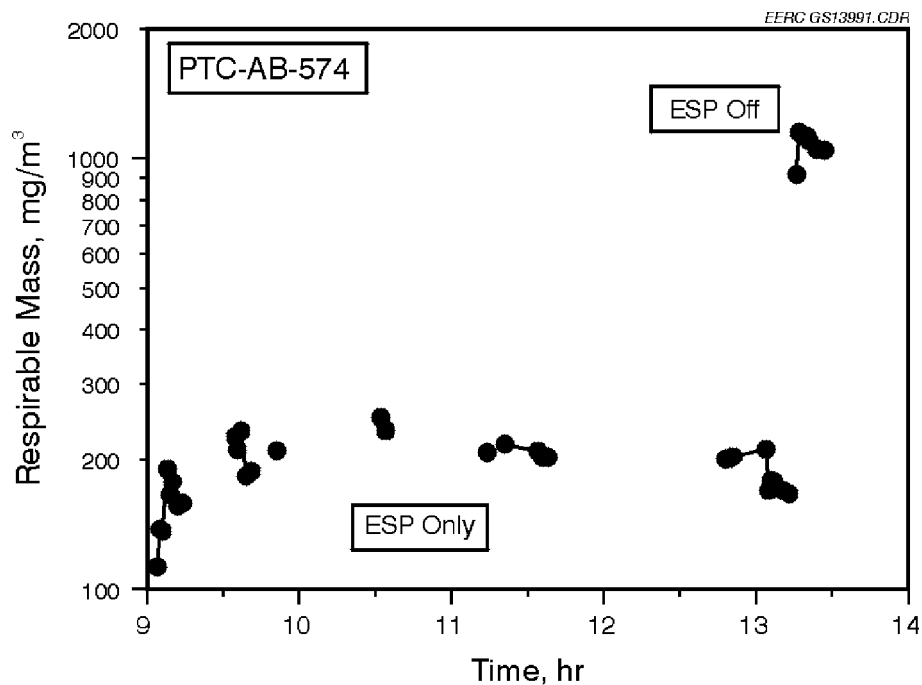 EERC GS13991.CDR
2000
PTC-AB-574
ESP Off
1000
900
800
700
600
500
400
300
200
100
Respirable Mass, mg/m³
ESP Only
9 10 11 12 13 14
Time, hr